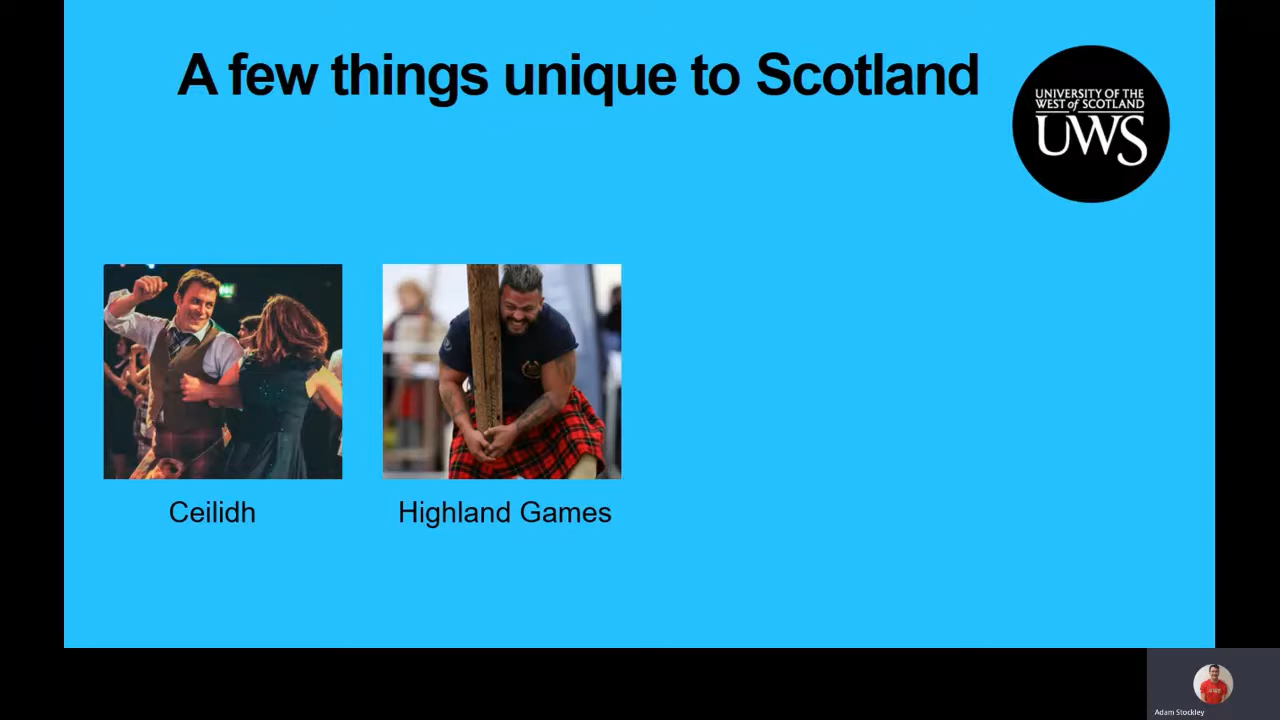 A few things unique to Scotland
UNIVERSITY OF THE
WEST of SCOTLAND
UWS
Ceilidh
Highland Games
Adam Stockley